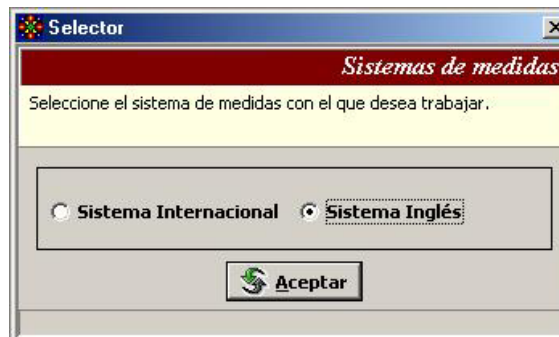 Selector
Sistemas de medidas
Seleccione el sistema de medidas con el que desea trabajar.
Sistema Internacional Sistema Inglés
Aceptar